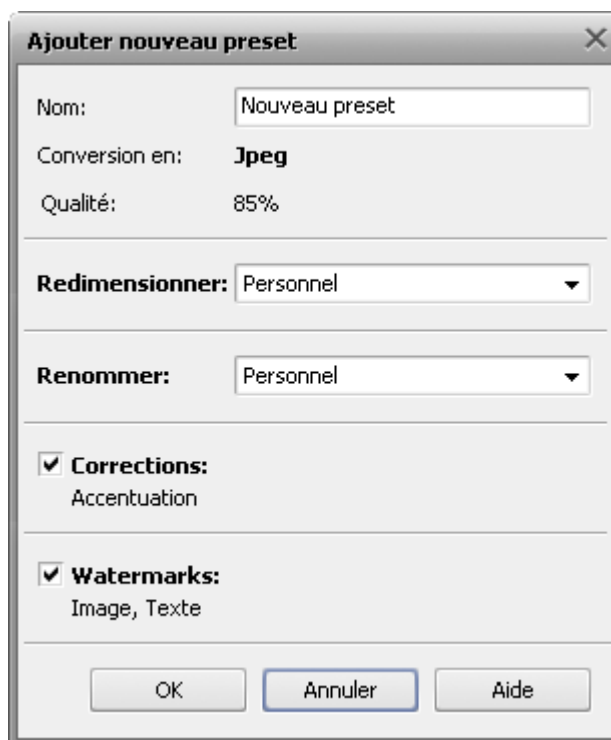 Ajouter nouveau preset
Nom: Nouveau preset
Conversion en: Jpeg
Qualité: 85%
Redimensionner: Personnel
Renommer: Personnel
Corrections:
Accentuation
Watermarks:
Image, Texte
OK Annuler Aide